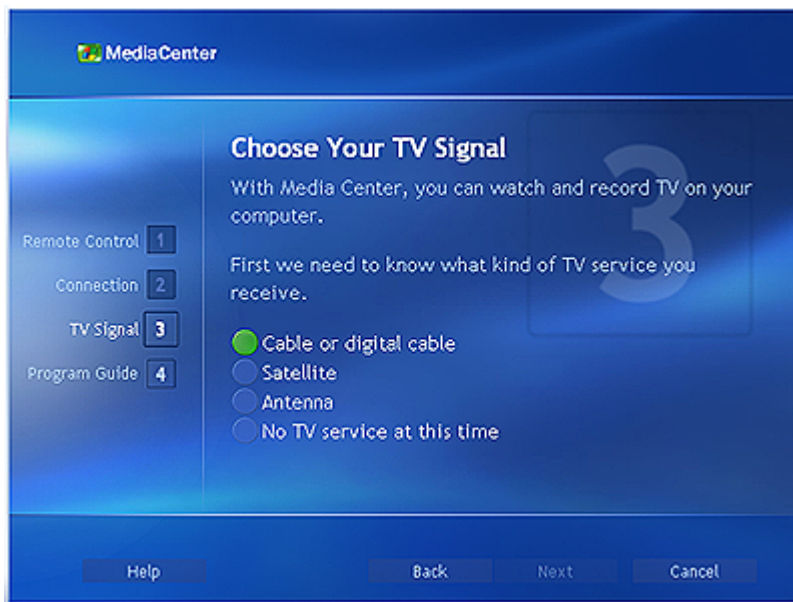 MediaCenter
Remote Control 1
Connection 2
TV Signal 3
Program Guide 4
3
Choose Your TV Signal
With Media Center, you can watch and record TV on your
computer.
First we need to know what kind of TV service you
receive.
Cable or digital cable
Satellite
Antenna
No TV service at this time
Help
Back
Next
Cancel